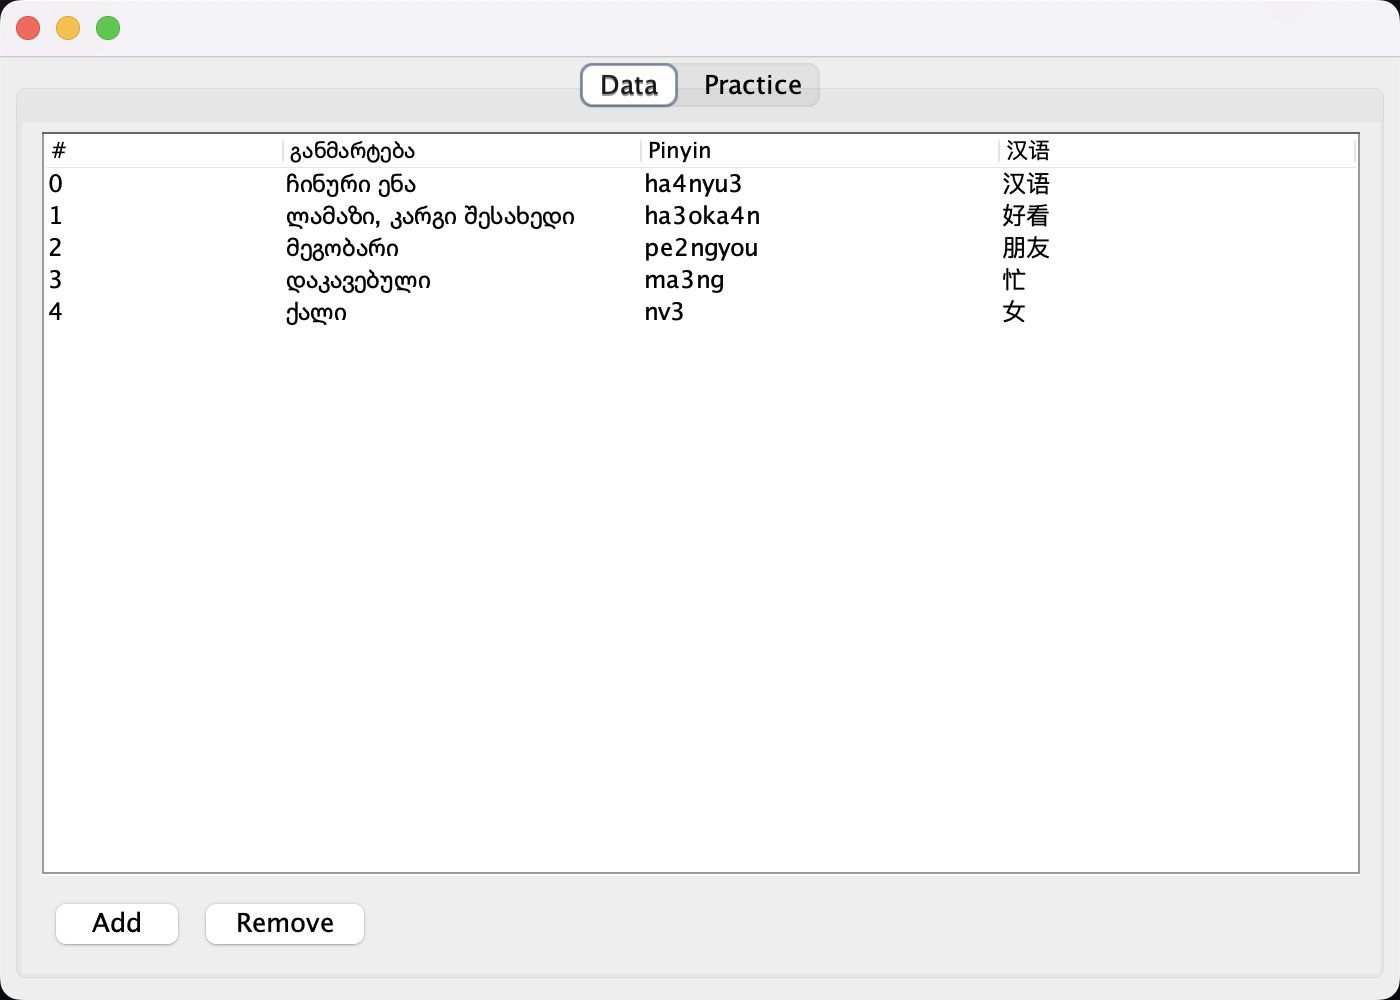 Data Practice
# განმარტება Pinyin 汉语
0 ჩინური ენა ha4nyu3 汉语
1 ლამაზი, კარგი შესახედი ha3oka4n 好看
2 მეგობარი pe2ngyou 朋友
3 დაკავებული ma3ng 忙
4 ქალი nv3 女
Add Remove